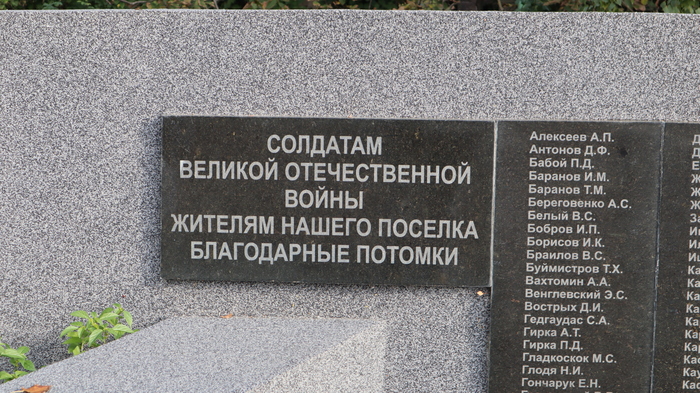 СОЛДАТАМ
ВЕЛИКОЙ ОТЕЧЕСТВЕННОЙ
ВОЙНЫ
ЖИТЕЛЯМ НАШЕГО ПОСЕЛКА
БЛАГОДАРНЫЕ ПОТОМКИ
Алексеев А.П.
Антонов Д.Ф.
Бабой П.Д.
Баранов И.М.
Баранов Т.М.
Береговенко А.С.
Белый В.С.
Бобров И.П.
Борисов И.К.
Браилов В.С.
Буймистров Т.Х.
Вахтомин А.А.
Венглевский Э.С.
Вострых Д.И.
Гедгаудас С.А.
Гирка А.Т.
Гирка П.Д.
Гладкоскок М.С.
Глодя Н.И.
Гончарук Е.Н.